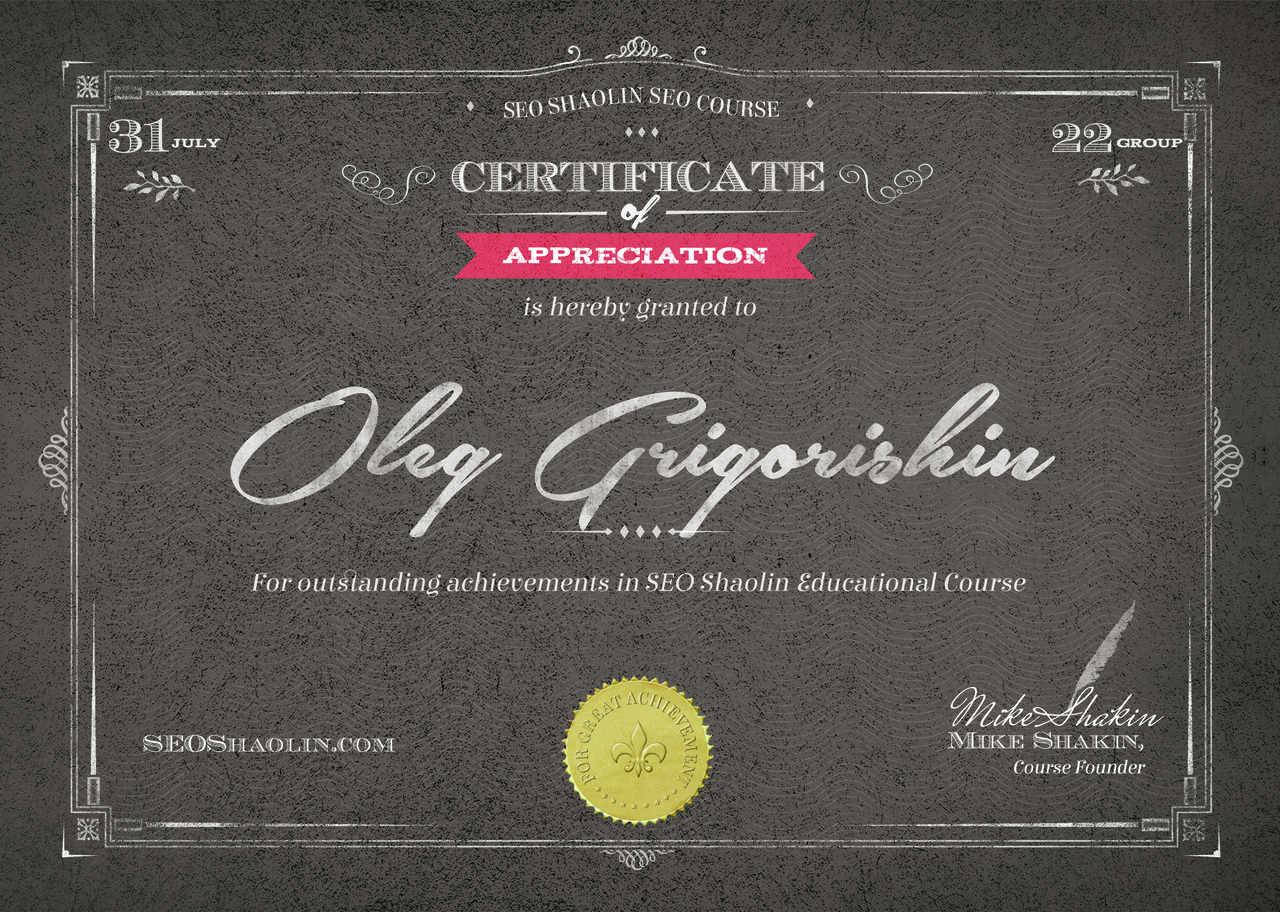 SEO SHAOLIN SEO COURSE
31 JULY
22 GROUP
CERTIFICATE
of
APPRECIATION
is hereby granted to
Oleg Grigorishin
For outstanding achievements in SEO Shaolin Educational Course
FOR GREAT ACHIEVEMENT
SEOSHAOLIN.COM
Mike Shakin
MIKE SHAKIN,
Course Founder